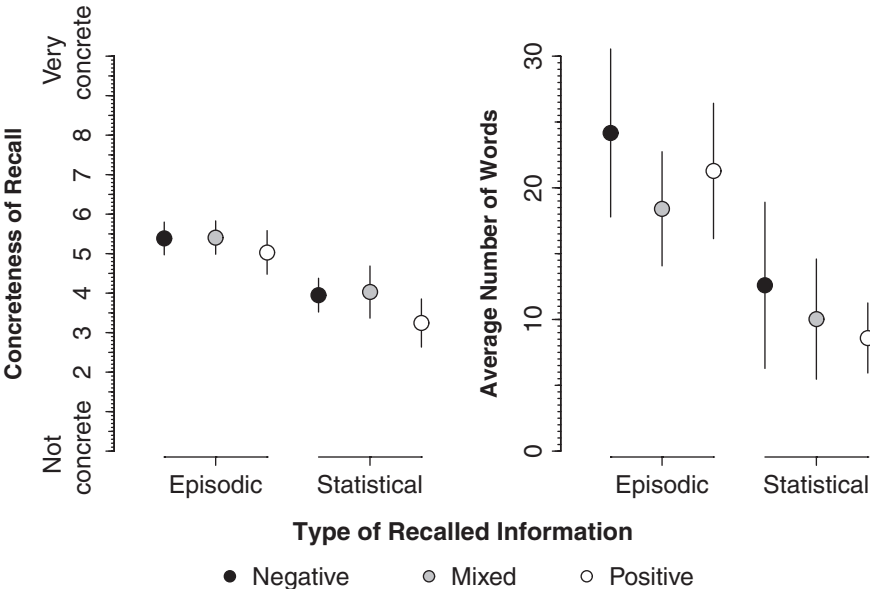 Very
concrete
8
7
6
5
4
3
2
Not
concrete
Concreteness of Recall
Episodic
Statistical
30
20
10
0
Average Number of Words
Episodic
Statistical
Type of Recalled Information
Negative
Mixed
Positive